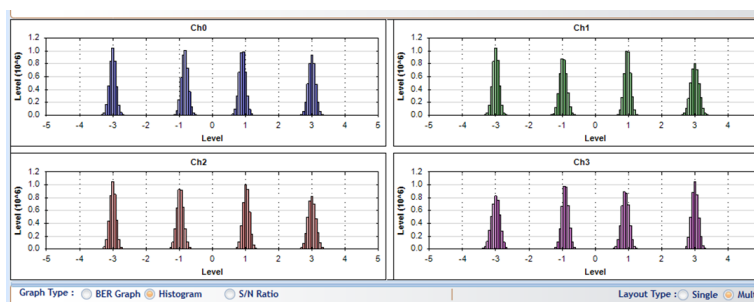 Ch0
Ch1
Level (10^6)
1.2
1.0
0.8
0.6
0.4
0.2
0.0
-5 -4 -3 -2 -1 0 1 2 3 4 5
Level
Level (10^6)
1.2
1.0
0.8
0.6
0.4
0.2
0.0
-5 -4 -3 -2 -1 0 1 2 3 4
Level
Ch2
Ch3
Level (10^6)
1.2
1.0
0.8
0.6
0.4
0.2
0.0
-5 -4 -3 -2 -1 0 1 2 3 4 5
Level
Level (10^6)
1.2
1.0
0.8
0.6
0.4
0.2
0.0
-5 -4 -3 -2 -1 0 1 2 3 4
Level
Graph Type : BER Graph Histogram S/N Ratio Layout Type : Single Mult